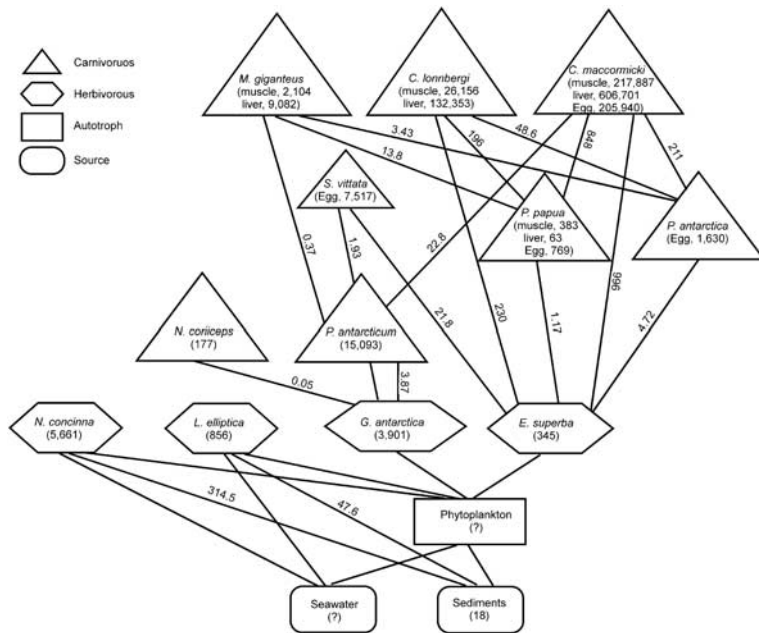 Carnivoruos
Herbivorous
Autotroph
Source
M. giganteus
(muscle, 2,104
liver, 9,082)
C. lonnbergi
(muscle, 26,156
liver, 132,353)
C. maccormicki
(muscle, 217,887
liver, 606,701
Egg, 205,940)
3.43
13.8
196
48.6
848
211
S. vittata
(Egg, 7,517)
P. papua
(muscle, 383
liver, 63
Egg, 769)
P. antarctica
(Egg, 1,630)
0.37
1.93
22.8
21.8
230
1.17
996
4.72
N. coriiceps
(177)
P. antarcticum
(15,093)
0.05
3.87
N. concinna
(5,661)
L. elliptica
(856)
G. antarctica
(3,901)
E. superba
(345)
314.5
47.6
Phytoplankton
(?)
Seawater
(?)
Sediments
(18)